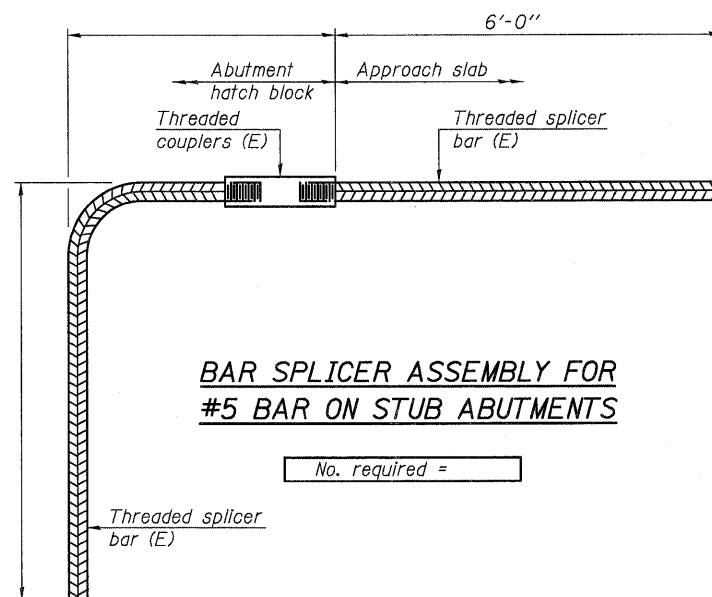 6'-0"
Abutment
hatch block
Approach slab
Threaded
couplers (E)
Threaded splicer
bar (E)
BAR SPLICER ASSEMBLY FOR
#5 BAR ON STUB ABUTMENTS
No. required =
Threaded splicer
bar (E)